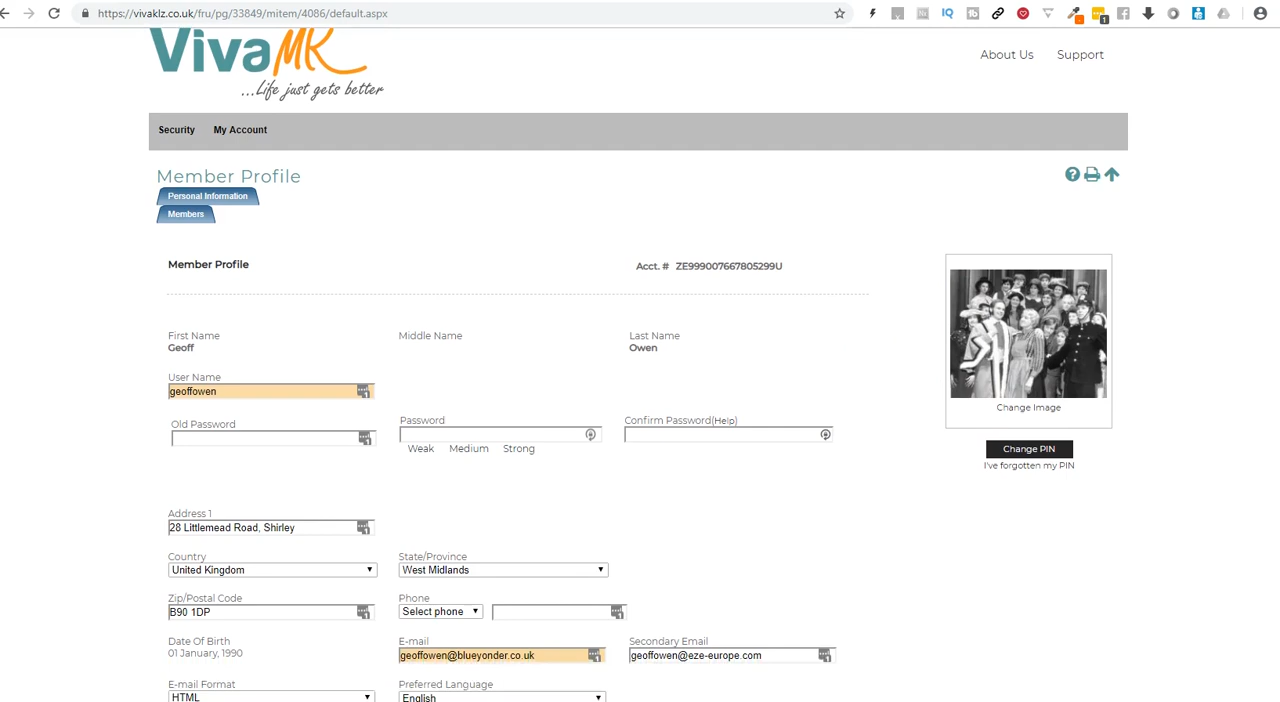 https://vivaklz.co.uk/fru/pg/33849/mitem/4086/default.aspx
VivaMK
...Life just gets better
About Us Support
Security My Account
Member Profile
Personal Information
Members
Member Profile
Acct. # ZE999007667805299U
First Name Middle Name Last Name
Geoff Owen
User Name
geoffowen
Old Password Password Confirm Password(Help)
Weak Medium Strong
Change Image
Change PIN
I've forgotten my PIN
Address 1
28 Littlemead Road, Shirley
Country State/Province
United Kingdom West Midlands
Zip/Postal Code Phone
B90 1DP Select phone
Date Of Birth E-mail Secondary Email
01 January, 1990 geoffowen@blueyonder.co.uk geoffowen@eze-europe.com
E-mail Format Preferred Language
HTML English